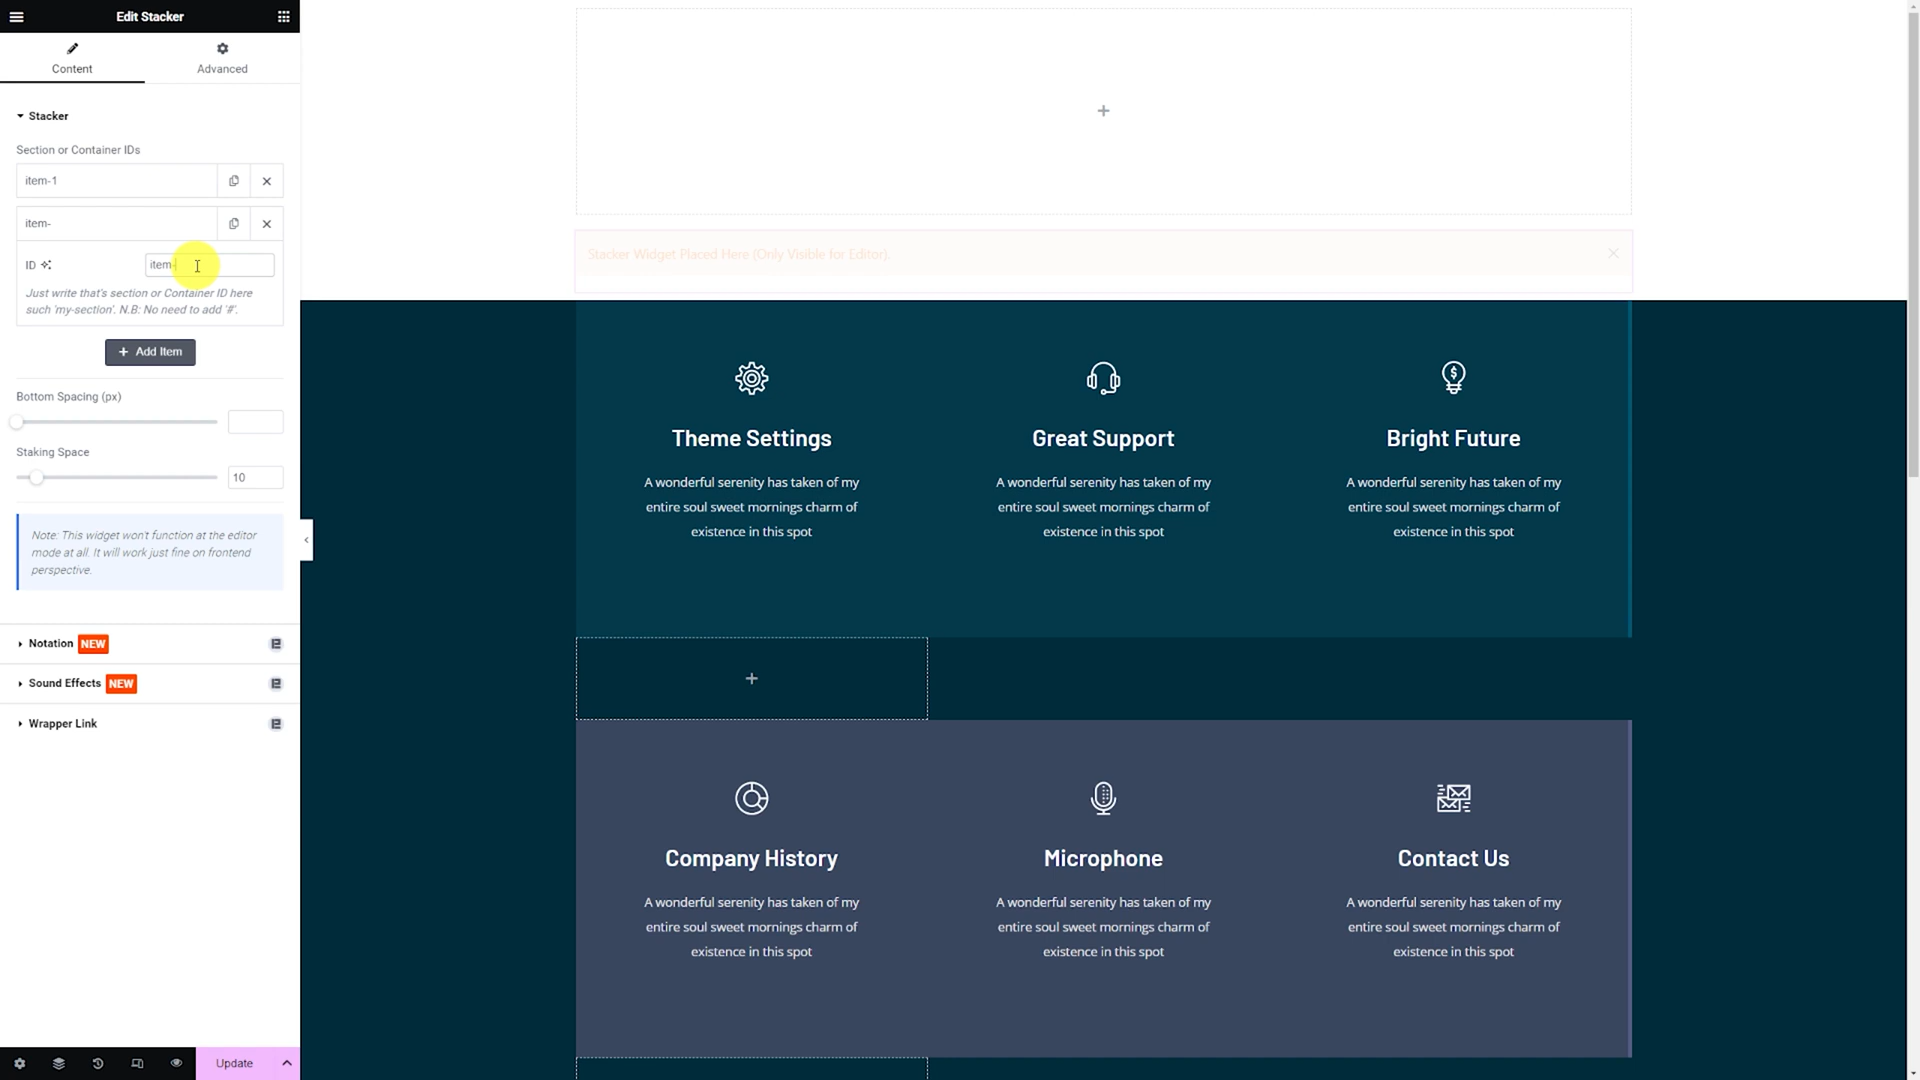 Edit Stacker
Content
Advanced
Stacker
Section or Container IDs
item-1
item-
ID
item-
Just write that's section or Container ID here
such 'my-section'. N.B: No need to add '#'.
+ Add Item
Bottom Spacing (px)
Staking Space
10
Note: This widget won't function at the editor
mode at all. It will work just fine on frontend
perspective.
Notation NEW
Sound Effects NEW
Wrapper Link
Update
Stacker Widget Placed Here (Only Visible for Editor).
Theme Settings
A wonderful serenity has taken of my
entire soul sweet mornings charm of
existence in this spot
Great Support
A wonderful serenity has taken of my
entire soul sweet mornings charm of
existence in this spot
Bright Future
A wonderful serenity has taken of my
entire soul sweet mornings charm of
existence in this spot
Company History
A wonderful serenity has taken of my
entire soul sweet mornings charm of
existence in this spot
Microphone
A wonderful serenity has taken of my
entire soul sweet mornings charm of
existence in this spot
Contact Us
A wonderful serenity has taken of my
entire soul sweet mornings charm of
existence in this spot